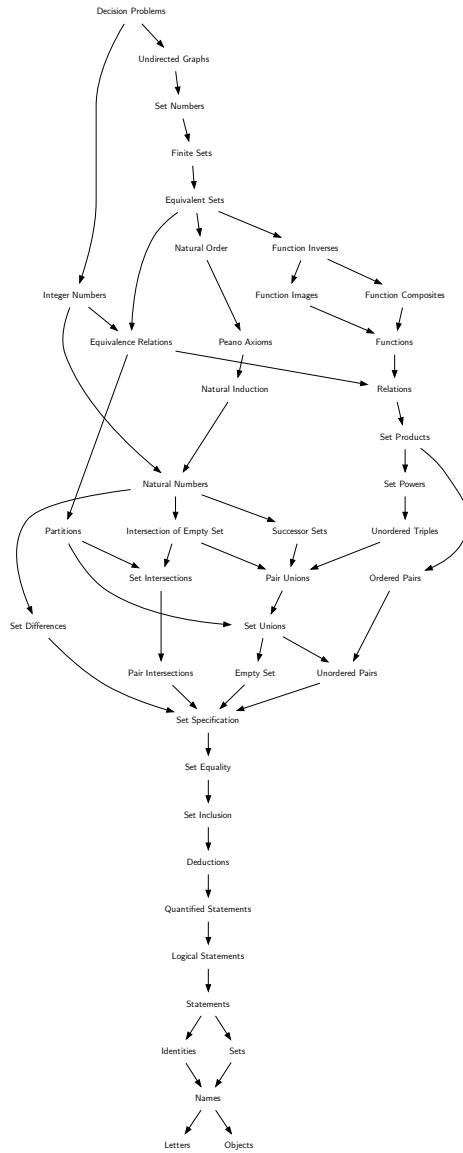 Decision Problems
Undirected Graphs
Set Numbers
Finite Sets
Equivalent Sets
Natural Order
Function Inverses
Integer Numbers
Function Images
Function Composites
Equivalence Relations
Peano Axioms
Functions
Natural Induction
Relations
Set Products
Natural Numbers
Set Powers
Partitions
Intersection of Empty Set
Successor Sets
Unordered Triples
Set Intersections
Pair Unions
Ordered Pairs
Set Differences
Set Unions
Pair Intersections
Empty Set
Unordered Pairs
Set Specification
Set Equality
Set Inclusion
Deductions
Quantified Statements
Logical Statements
Statements
Identities
Sets
Names
Letters
Objects